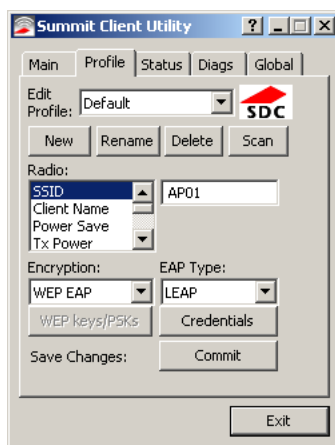 Summit Client Utility
Main Profile Status Diags Global
Edit Profile: Default
SDC
New Rename Delete Scan
Radio:
SSID AP01
Client Name
Power Save
Tx Power
Encryption: EAP Type:
WEP EAP LEAP
WEP keys/PSKs Credentials
Save Changes: Commit
Exit